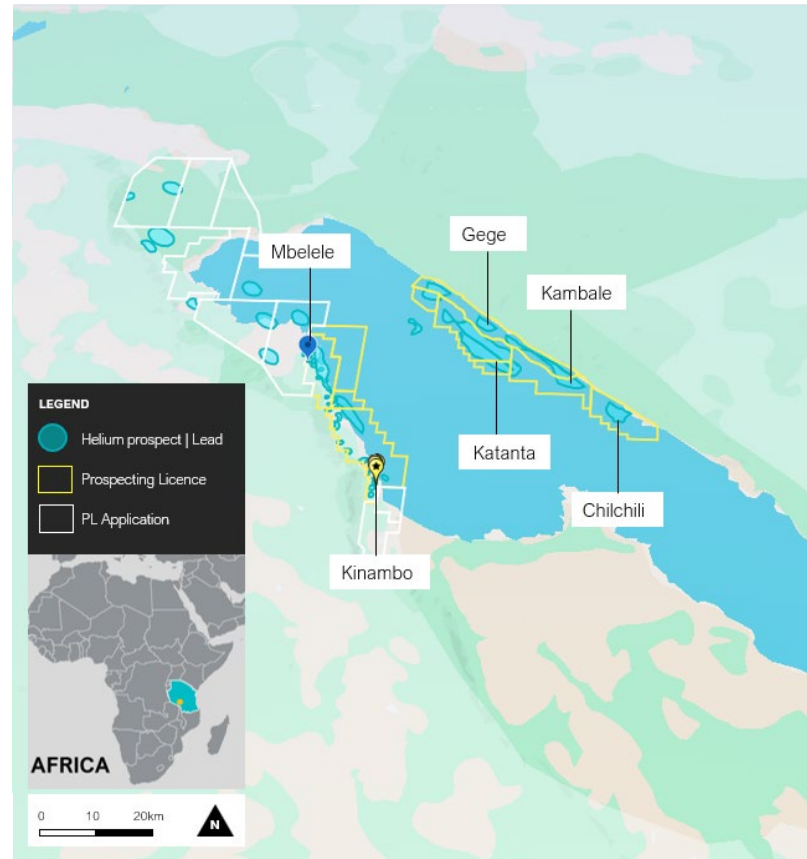 Gege
Mbelele
Kambale
Katanta
Chilchili
Kinambo
LEGEND
Helium prospect | Lead
Prospecting Licence
PL Application
AFRICA
0 10 20km
N